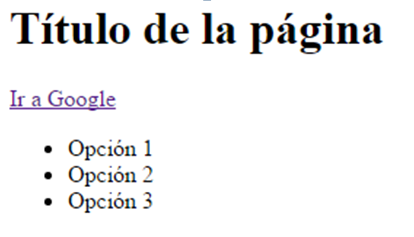 Título de la página
Ir a Google
Opción 1
Opción 2
Opción 3